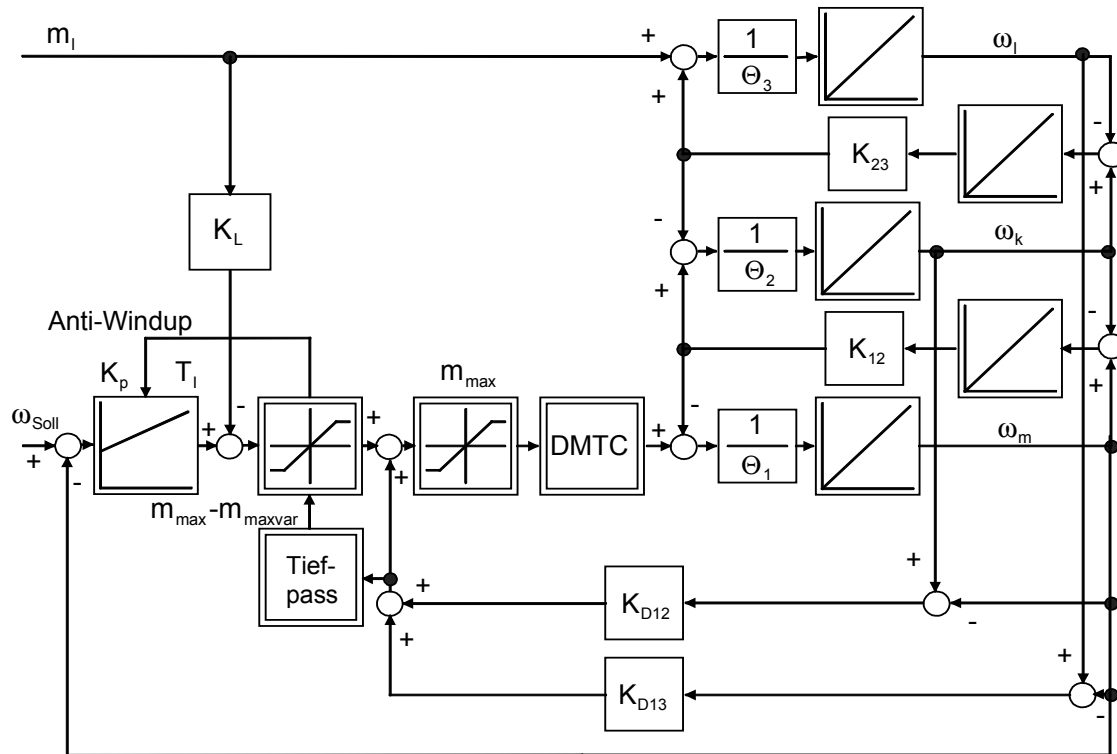 m_l
+
1
Θ_3
ω_l
+
-
K_23
+
K_L
-
1
Θ_2
ω_k
+
-
Anti-Windup
K_12
K_p T_I
m_max
+
ω_Soll
-
+
+
-
+
DMTC
+
1
Θ_1
ω_m
-
+
m_max-m_maxvar
Tief-
pass
+
+
K_D12
-
+
K_D13
+
-